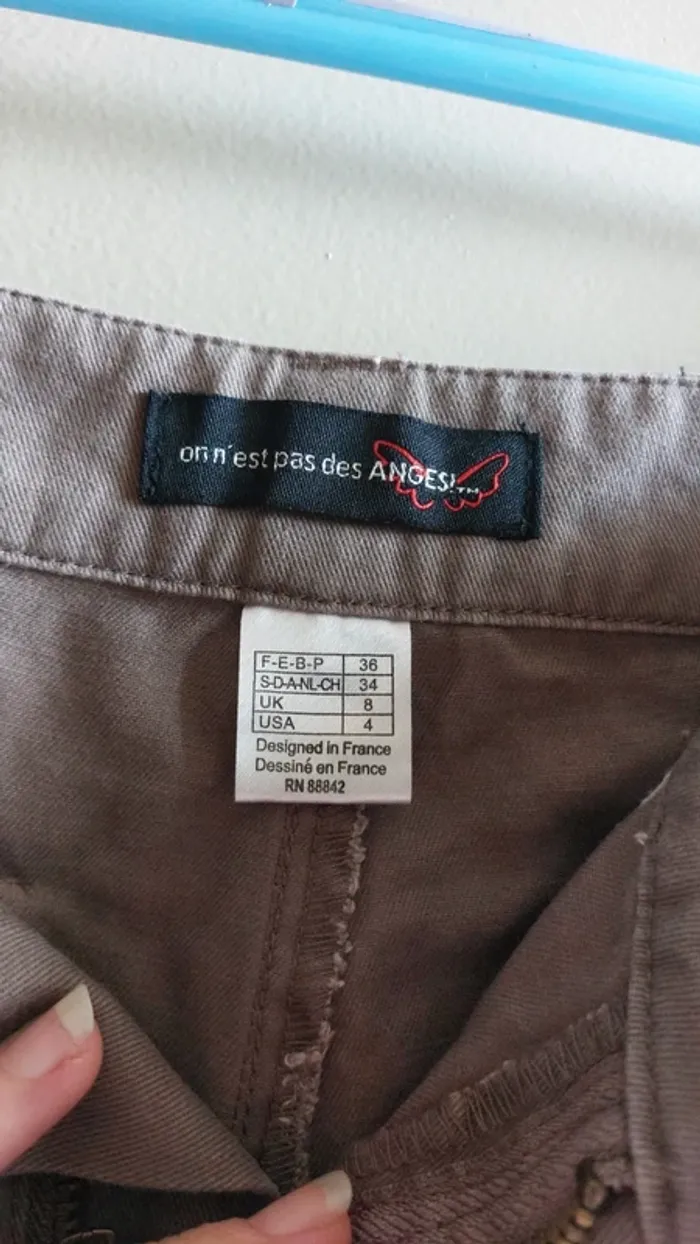 on n'est pas des ANGES!™
F-E-B-P 36
S-D-A-NL-CH 34
UK 8
USA 4
Designed in France
Dessiné en France
RN 88842